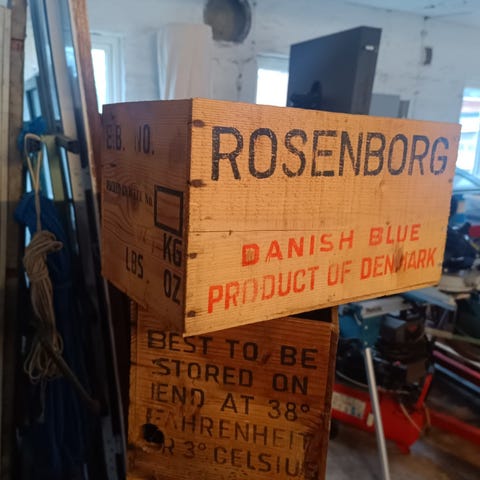 B.B. NO.
KG
LBS OZ
ROSENBORG
DANISH BLUE
PRODUCT OF DENMARK
BEST TO BE
STORED ON
END AT 38°
FAHRENHEIT
OR 3° CELSIUS